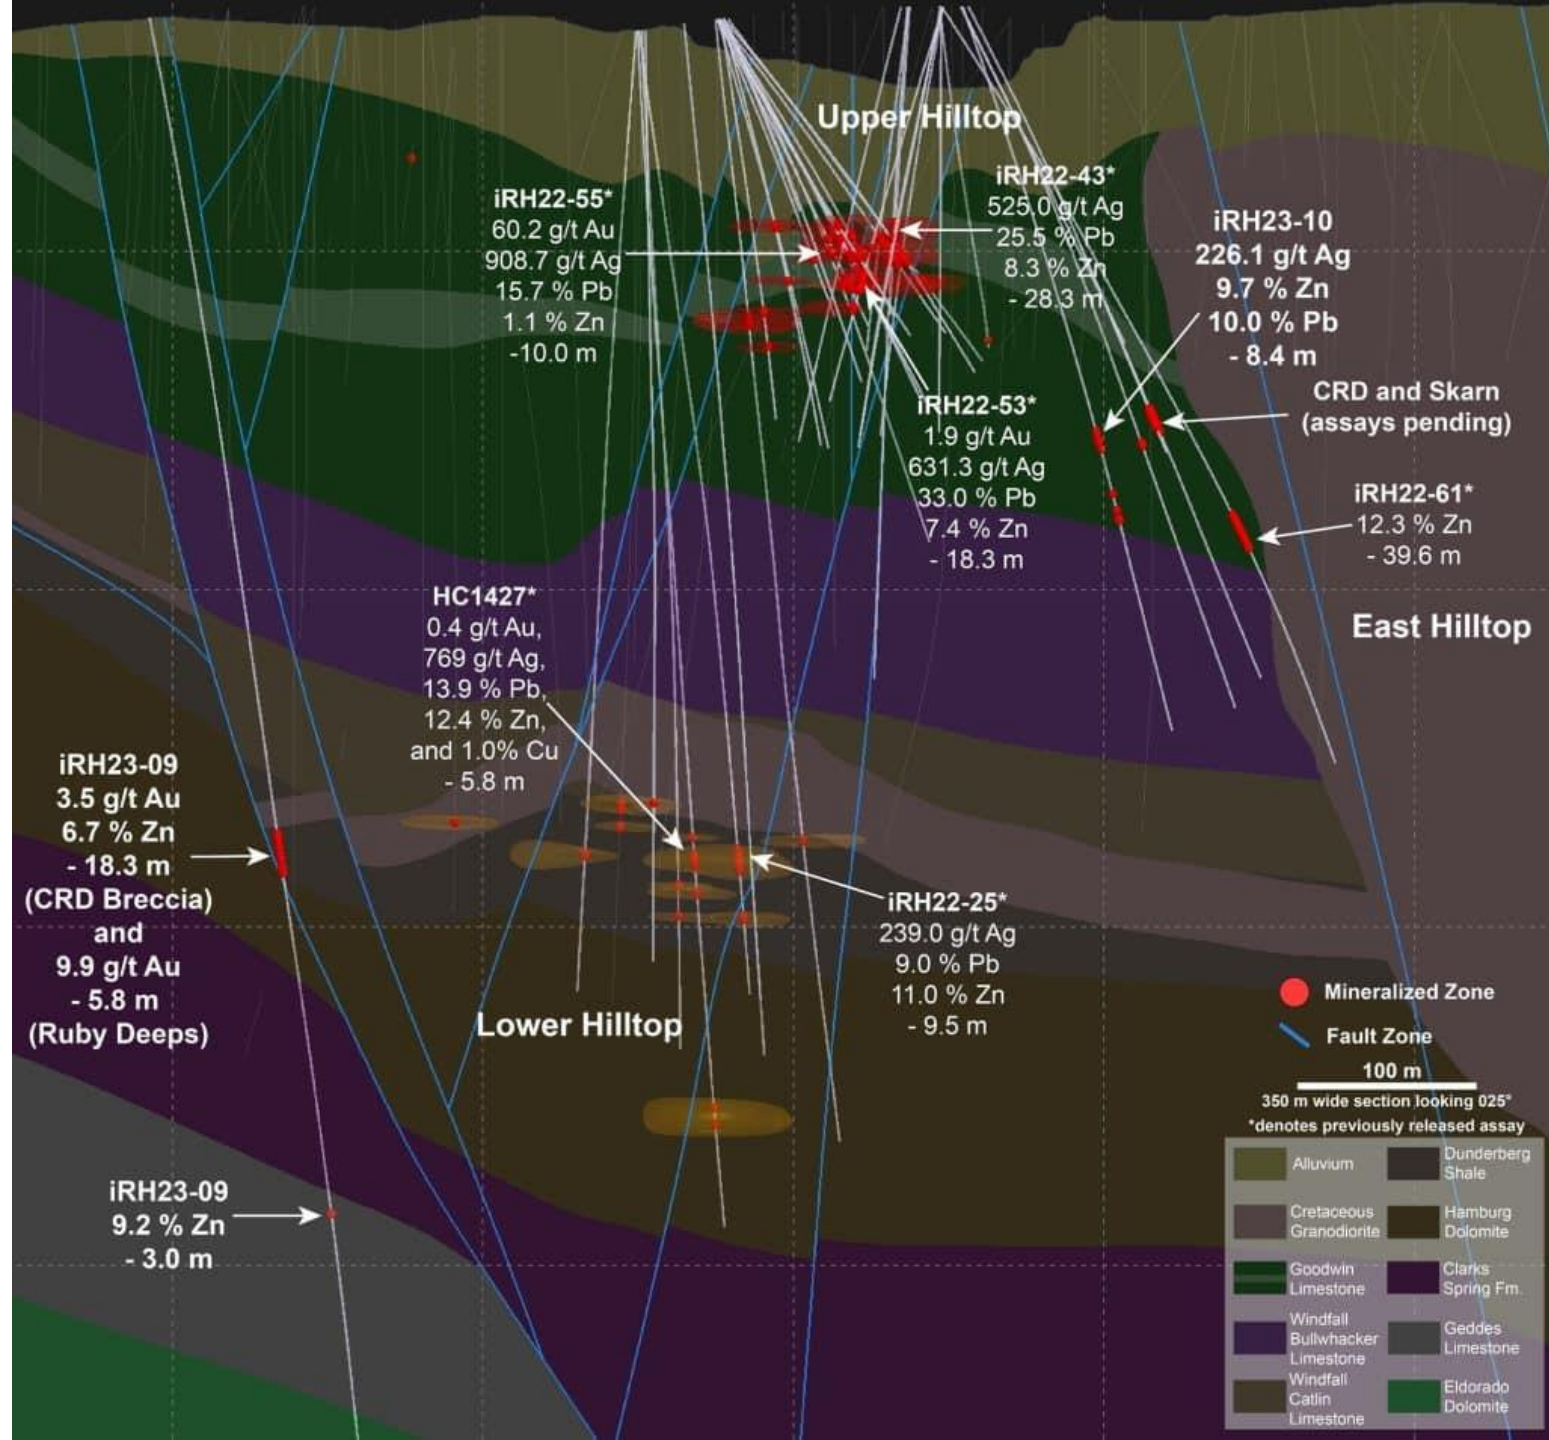 Upper Hilltop
iRH22-55*
60.2 g/t Au
908.7 g/t Ag
15.7 % Pb
1.1 % Zn
-10.0 m
iRH22-43*
525.0 g/t Ag
25.5 % Pb
8.3 % Zn
- 28.3 m
iRH23-10
226.1 g/t Ag
9.7 % Zn
10.0 % Pb
- 8.4 m
CRD and Skarn
(assays pending)
iRH22-53*
1.9 g/t Au
631.3 g/t Ag
33.0 % Pb
7.4 % Zn
- 18.3 m
iRH22-61*
12.3 % Zn
- 39.6 m
East Hilltop
HC1427*
0.4 g/t Au,
769 g/t Ag,
13.9 % Pb,
12.4 % Zn,
and 1.0% Cu
- 5.8 m
iRH23-09
3.5 g/t Au
6.7 % Zn
- 18.3 m
(CRD Breccia)
and
9.9 g/t Au
- 5.8 m
(Ruby Deeps)
iRH22-25*
239.0 g/t Ag
9.0 % Pb
11.0 % Zn
- 9.5 m
Lower Hilltop
iRH23-09
9.2 % Zn
- 3.0 m
Mineralized Zone
Fault Zone
100 m
350 m wide section looking 025°
*denotes previously released assay
Alluvium
Cretaceous
Granodiorite
Goodwin
Limestone
Windfall
Bullwhacker
Limestone
Windfall
Catlin
Limestone
Dunderberg
Shale
Hamburg
Dolomite
Clarks
Spring Fm.
Geddes
Limestone
Eldorado
Dolomite